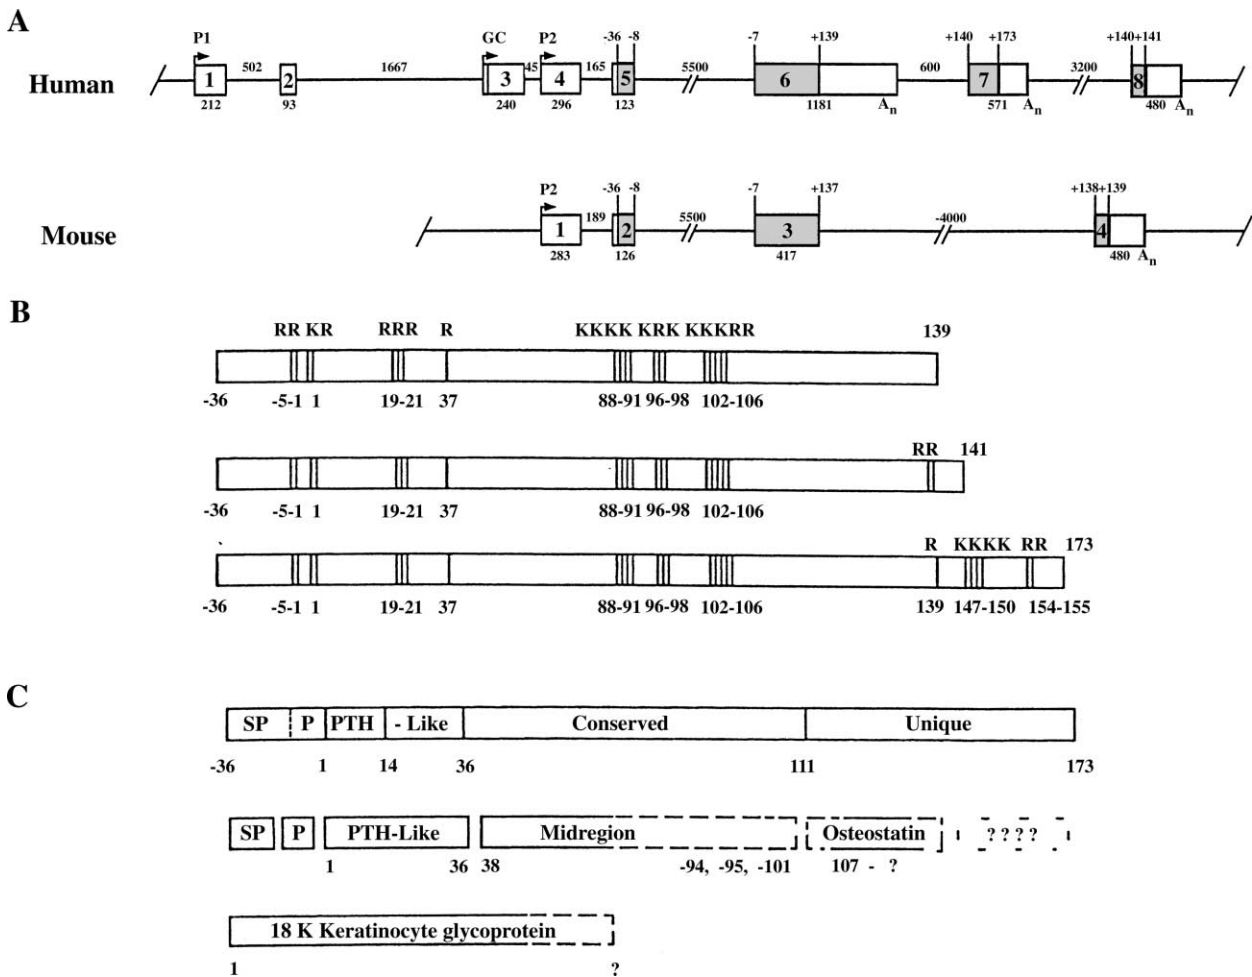 A
P1 GC P2 -36 -8 -7 +139 +140 +173 +140 +141
502 1667 45 165 5500 600 3200
Human 1 2 3 4 5 6 7 8
212 93 240 296 123 1181 An 571 An 480 An
P2 -36 -8 -7 +137 +138 +139
189 5500 -4000
Mouse 1 2 3 4
283 126 417 480 An
B
RR KR RRR R KKKK KRK KKKRR 139
-36 -5-1 1 19-21 37 88-91 96-98 102-106
RR 141
-36 -5-1 1 19-21 37 88-91 96-98 102-106
R KKKK RR 173
-36 -5-1 1 19-21 37 88-91 96-98 102-106 139 147-150 154-155
C
SP P PTH - Like Conserved Unique
-36 1 14 36 111 173
SP P PTH-Like Midregion Osteostatin ? ? ? ?
1 36 38 -94, -95, -101 107 - ?
18 K Keratinocyte glycoprotein
1 ?